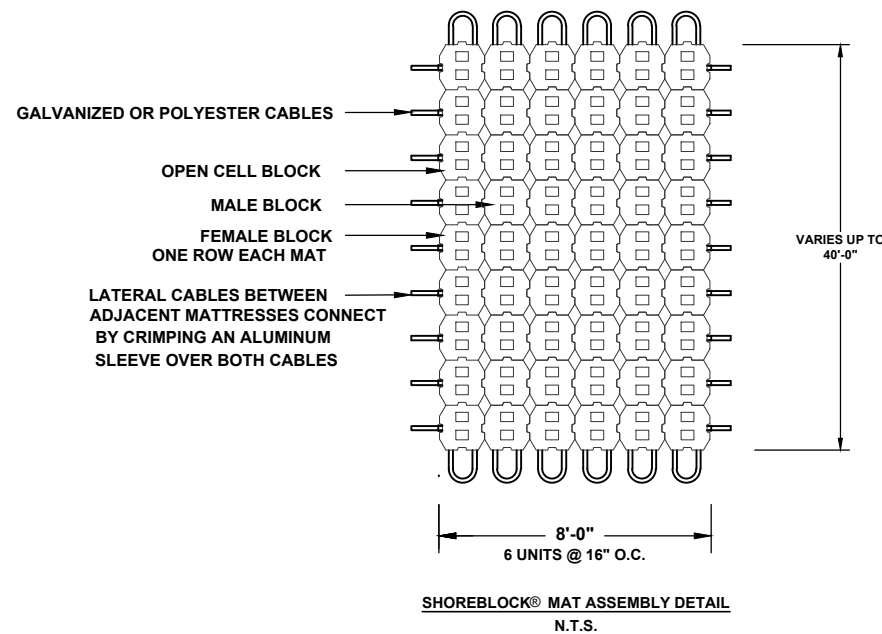 GALVANIZED OR POLYESTER CABLES
OPEN CELL BLOCK
MALE BLOCK
FEMALE BLOCK
ONE ROW EACH MAT
LATERAL CABLES BETWEEN
ADJACENT MATTRESSES CONNECT
BY CRIMPING AN ALUMINUM
SLEEVE OVER BOTH CABLES
VARIES UP TO
40'-0"
8'-0"
6 UNITS @ 16" O.C.
SHOREBLOCK® MAT ASSEMBLY DETAIL
N.T.S.